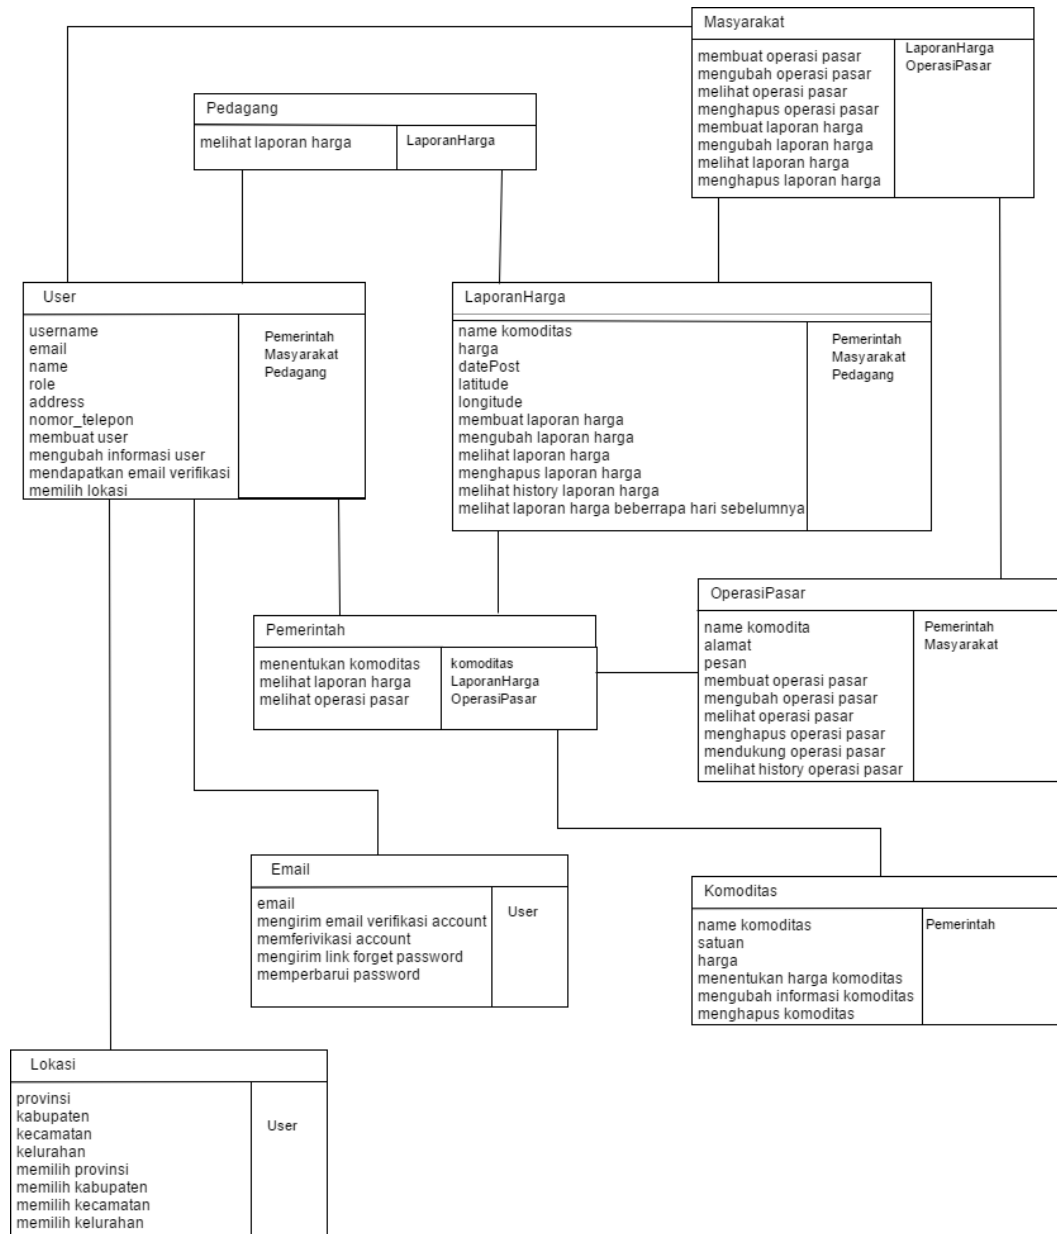 Masyarakat
membuat operasi pasar
mengubah operasi pasar
melihat operasi pasar
menghapus operasi pasar
membuat laporan harga
mengubah laporan harga
melihat laporan harga
menghapus laporan harga
LaporanHarga
OperasiPasar
Pedagang
melihat laporan harga
LaporanHarga
User
username
email
name
role
address
nomor_telepon
membuat user
mengubah informasi user
mendapatkan email verifikasi
memilih lokasi
Pemerintah
Masyarakat
Pedagang
LaporanHarga
name komoditas
harga
datePost
latitude
longitude
membuat laporan harga
mengubah laporan harga
melihat laporan harga
menghapus laporan harga
melihat history laporan harga
melihat laporan harga beberrapa hari sebelumnya
Pemerintah
Masyarakat
Pedagang
OperasiPasar
name komodita
alamat
pesan
membuat operasi pasar
mengubah operasi pasar
melihat operasi pasar
menghapus operasi pasar
mendukung operasi pasar
melihat history operasi pasar
Pemerintah
Masyarakat
Pemerintah
menentukan komoditas
melihat laporan harga
melihat operasi pasar
komoditas
LaporanHarga
OperasiPasar
Email
email
mengirim email verifikasi account
memferivikasi account
mengirim link forget password
memperbarui password
User
Komoditas
name komoditas
satuan
harga
menentukan harga komoditas
mengubah informasi komoditas
menghapus komoditas
Pemerintah
Lokasi
provinsi
kabupaten
kecamatan
kelurahan
memilih provinsi
memilih kabupaten
memilih kecamatan
memilih kelurahan
User